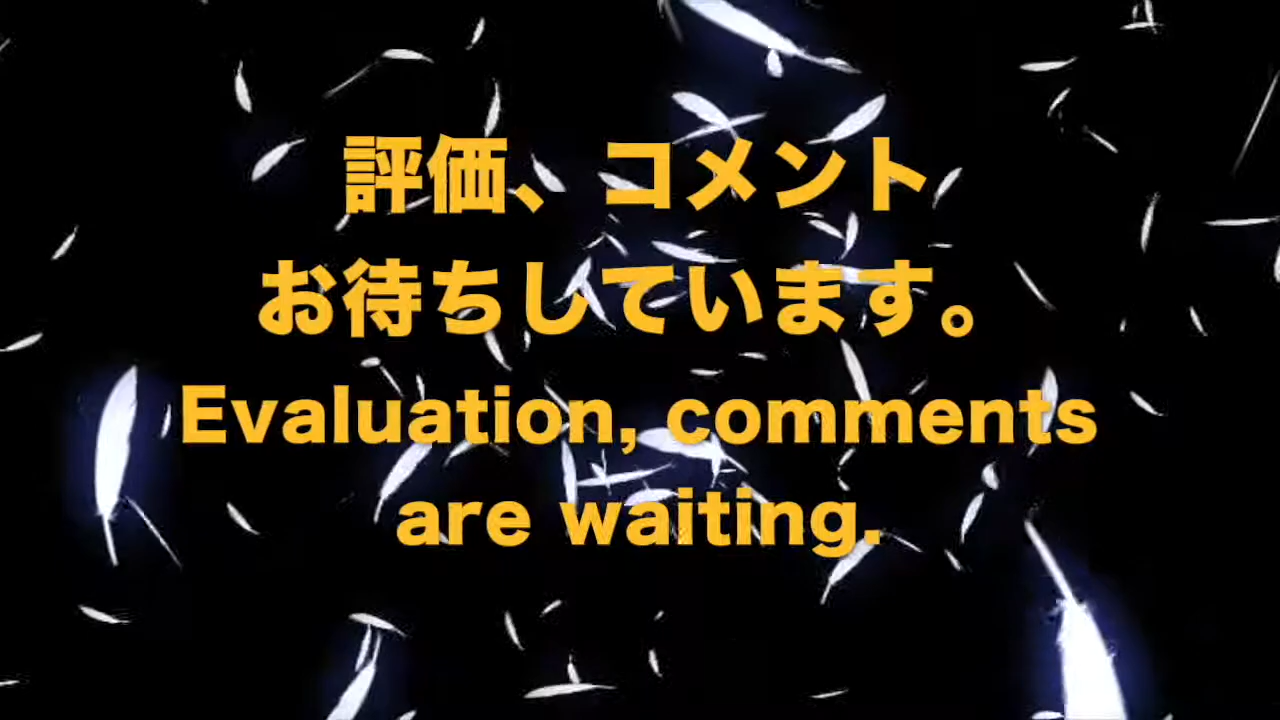 評価、コメント
お待ちしています。
Evaluation, comments
are waiting.